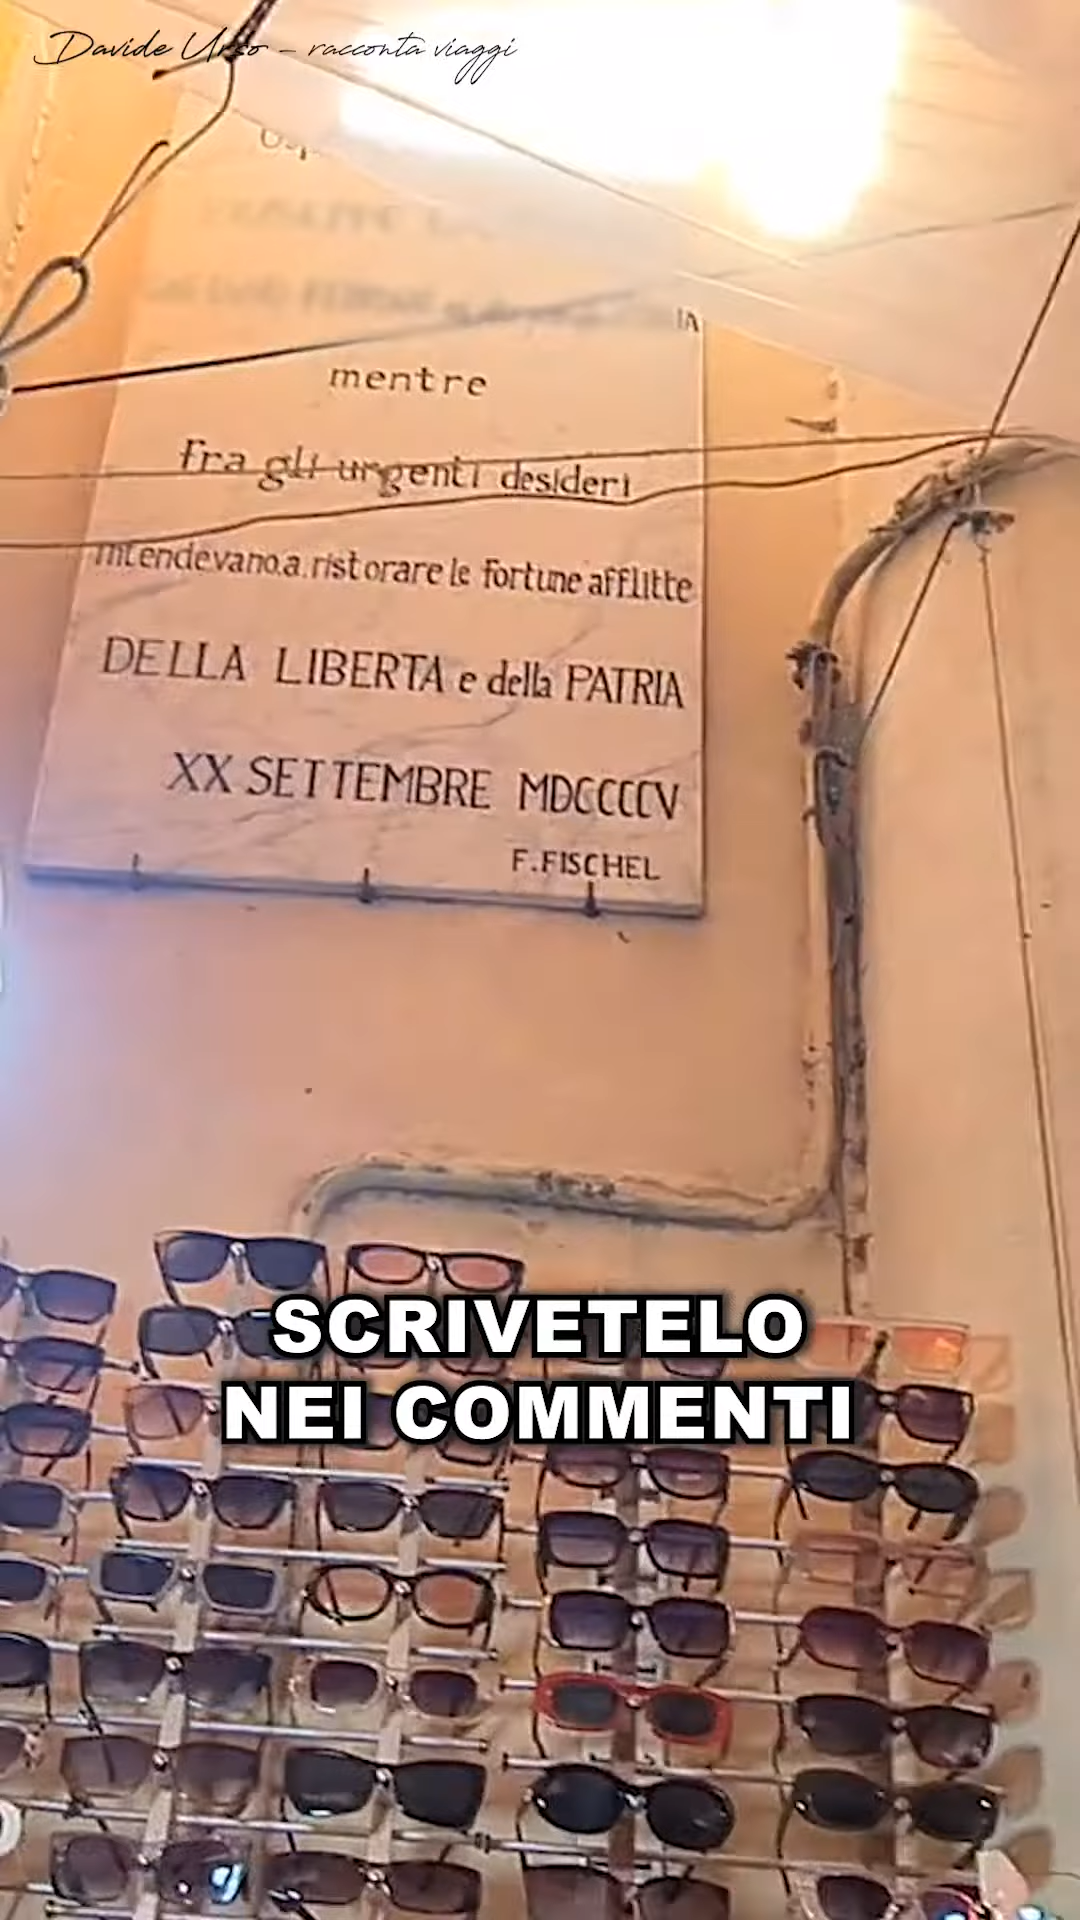 Davide Urso – racconta viaggi
mentre
fra gli urgenti desideri
intendevano a ristorare le fortune afflitte
DELLA LIBERTA e della PATRIA
XX SETTEMBRE MDCCCCV
F. FISCHEL
SCRIVETELO
NEI COMMENTI